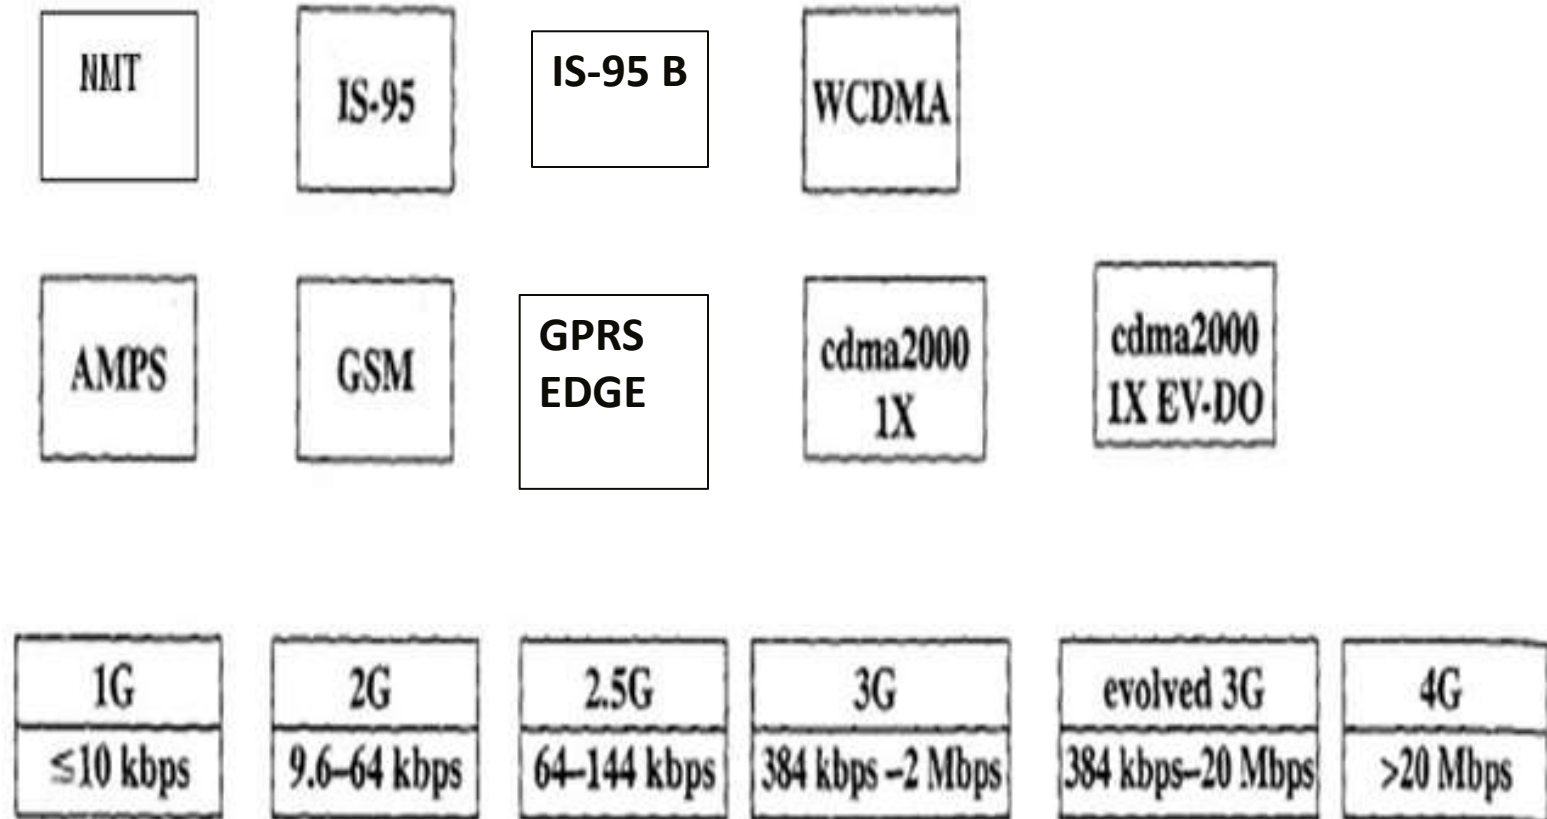 NMT
IS-95
IS-95 B
WCDMA
AMPS
GSM
GPRS
EDGE
cdma2000
1X
cdma2000
1X EV-DO
1G
2G
2.5G
3G
evolved 3G
4G
≤10 kbps
9.6–64 kbps
64–144 kbps
384 kbps –2 Mbps
384 kbps–20 Mbps
>20 Mbps